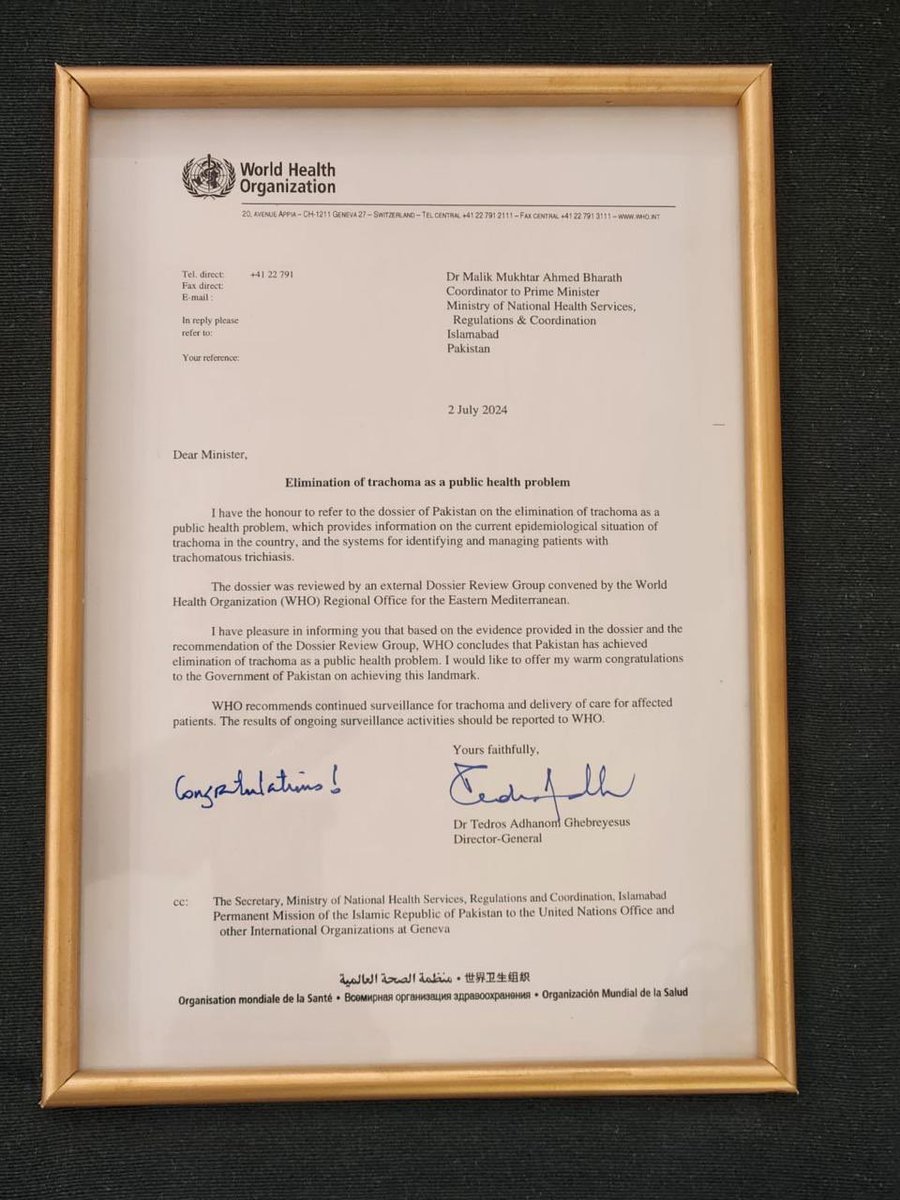 World Health
Organization
20, AVENUE APPIA – CH-1211 GENEVA 27 – SWITZERLAND – TEL CENTRAL +41 22 791 2111 – FAX CENTRAL +41 22 791 3111 – WWW.WHO.INT
Tel. direct: +41 22 791
Fax direct:
E-mail :
In reply please
refer to:
Your reference:
Dr Malik Mukhtar Ahmed Bharath
Coordinator to Prime Minister
Ministry of National Health Services,
Regulations & Coordination
Islamabad
Pakistan
2 July 2024
Dear Minister,
Elimination of trachoma as a public health problem
I have the honour to refer to the dossier of Pakistan on the elimination of trachoma as a
public health problem, which provides information on the current epidemiological situation of
trachoma in the country, and the systems for identifying and managing patients with
trachomatous trichiasis.
The dossier was reviewed by an external Dossier Review Group convened by the World
Health Organization (WHO) Regional Office for the Eastern Mediterranean.
I have pleasure in informing you that based on the evidence provided in the dossier and the
recommendation of the Dossier Review Group, WHO concludes that Pakistan has achieved
elimination of trachoma as a public health problem. I would like to offer my warm congratulations
to the Government of Pakistan on achieving this landmark.
WHO recommends continued surveillance for trachoma and delivery of care for affected
patients. The results of ongoing surveillance activities should be reported to WHO.
Yours faithfully,
Congratulations!
Dr Tedros Adhanom Ghebreyesus
Director-General
cc: The Secretary, Ministry of National Health Services, Regulations and Coordination, Islamabad
Permanent Mission of the Islamic Republic of Pakistan to the United Nations Office and
other International Organizations at Geneva
منظمة الصحة العالمية • 世界卫生组织
Organisation mondiale de la Santé • Всемирная организация здравоохранения • Organización Mundial de la Salud